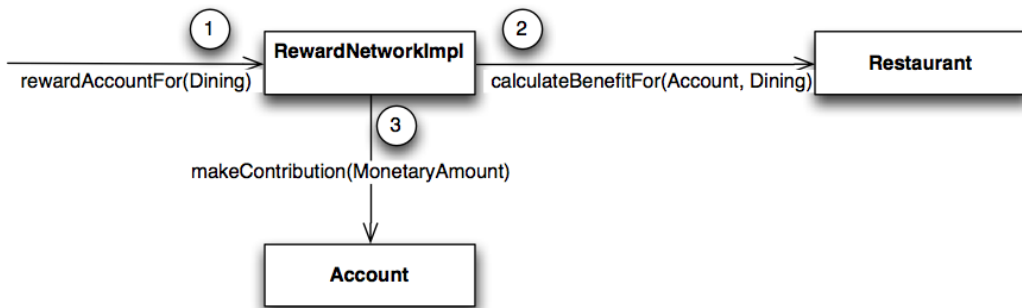 1
2
RewardNetworkImpl
Restaurant
rewardAccountFor(Dining)
calculateBenefitFor(Account, Dining)
3
makeContribution(MonetaryAmount)
Account